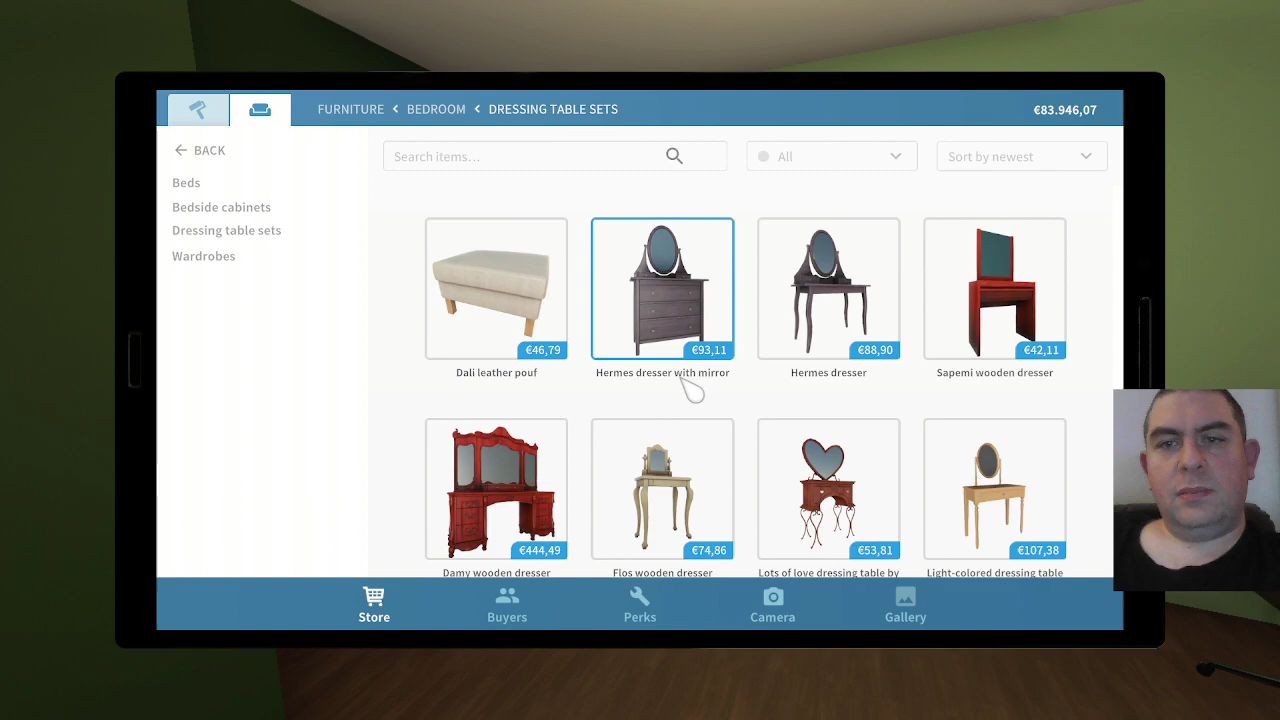 FURNITURE < BEDROOM < DRESSING TABLE SETS
€83.946,07
BACK
Search items...
All
Sort by newest
Beds
Bedside cabinets
Dressing table sets
Wardrobes
€46,79
€93,11
€88,90
€42,11
Dali leather pouf
Hermes dresser with mirror
Hermes dresser
Sapemi wooden dresser
€444,49
€74,86
€53,81
€107,38
Damy wooden dresser
Flos wooden dresser
Lots of love dressing table by
Light-colored dressing table
Store
Buyers
Perks
Camera
Gallery